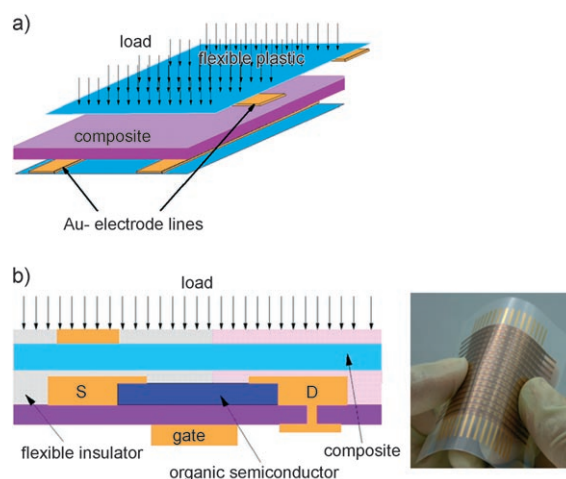 a)
load
flexible plastic
composite
Au- electrode lines
b)
load
S
D
flexible insulator
gate
composite
organic semiconductor